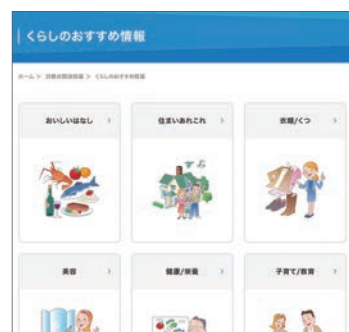 くらしのおすすめ情報
ホーム > 消費者関連情報 > くらしのおすすめ情報
おいしいはなし >
住まいあれこれ >
衣類/くつ >
美容 >
健康/栄養 >
子育て/教育 >